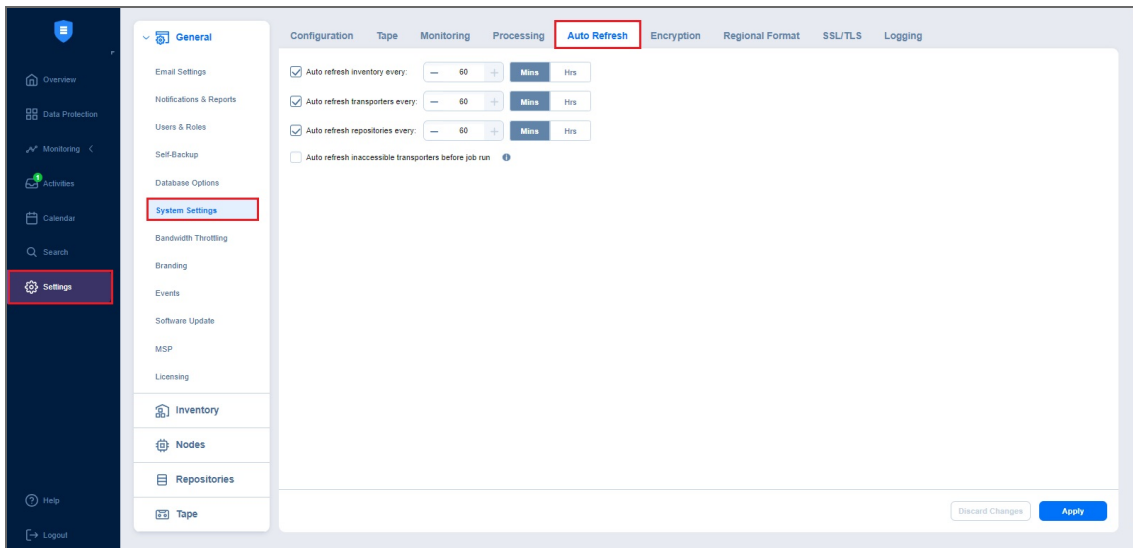 Overview
Data Protection
Monitoring
1
Activities
Calendar
Search
Settings
Help
Logout
General
Email Settings
Notifications & Reports
Users & Roles
Self-Backup
Database Options
System Settings
Bandwidth Throttling
Branding
Events
Software Update
MSP
Licensing
Inventory
Nodes
Repositories
Tape
Configuration Tape Monitoring Processing Auto Refresh Encryption Regional Format SSL/TLS Logging
Auto refresh inventory every: − 60 + Mins Hrs
Auto refresh transporters every: − 60 + Mins Hrs
Auto refresh repositories every: − 60 + Mins Hrs
Auto refresh inaccessible transporters before job run
Discard Changes Apply